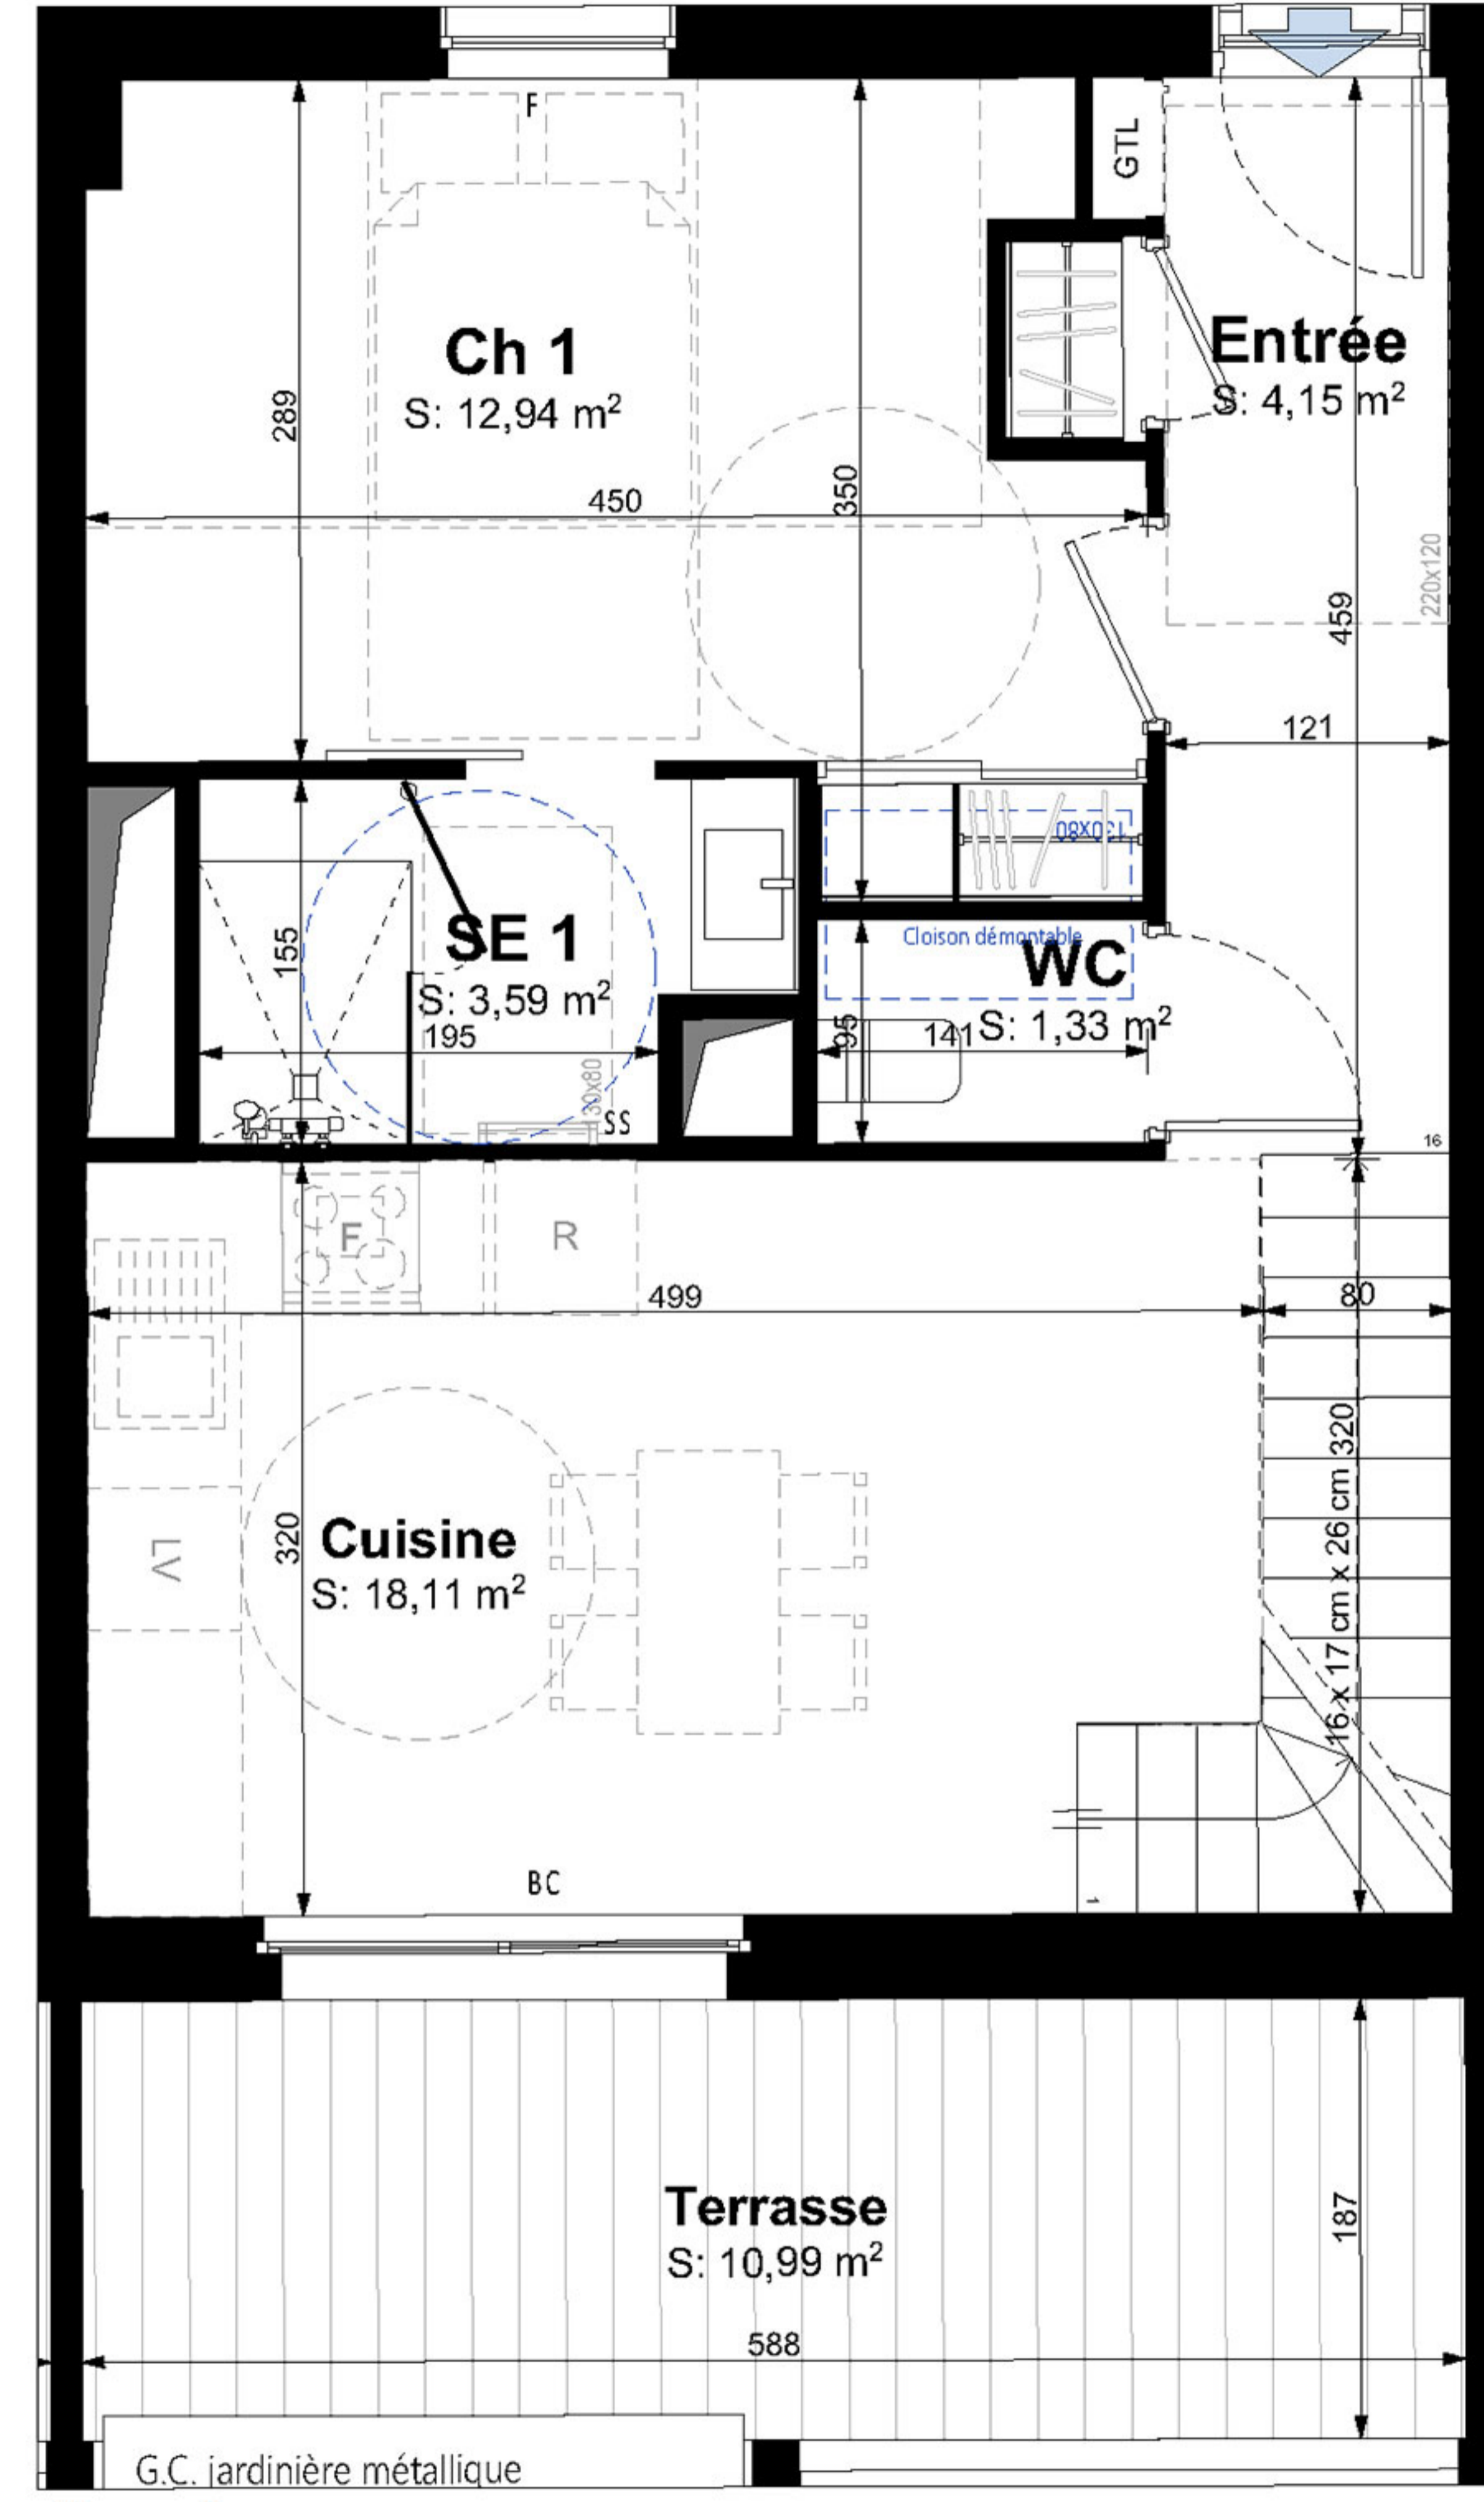 F
GTL
Ch 1
S: 12,94 m²
Entrée
S: 4,15 m²
289
450
350
459
220x120
121
130X80
155
SE 1
S: 3,59 m²
195
SS
Cloison démontable
WC
S: 1,33 m²
95
141
16
F
R
499
80
LV
320
Cuisine
S: 18,11 m²
16 x 17 cm x 26 cm 320
BC
1
Terrasse
S: 10,99 m²
187
588
G.C. jardinière métallique